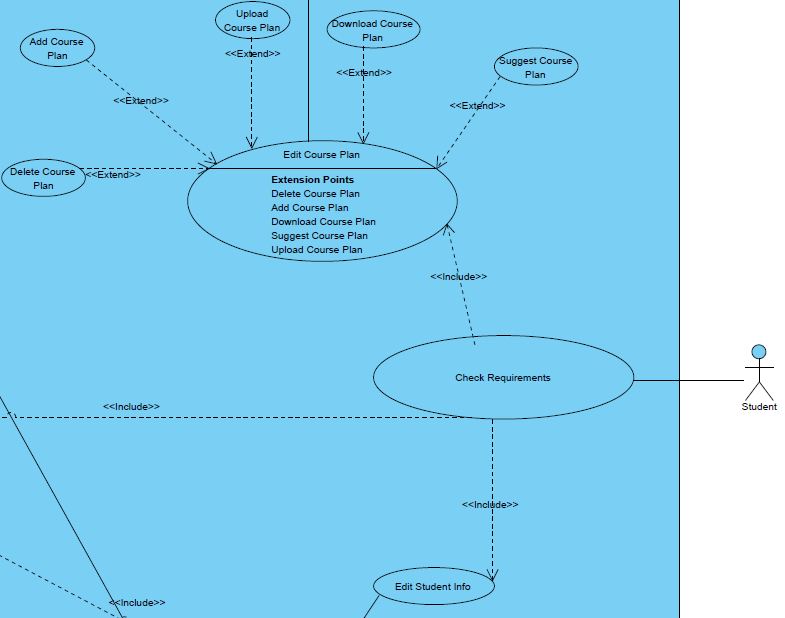 Upload
Course Plan
Download Course
Plan
Add Course
Plan
<<Extend>>
Suggest Course
Plan
<<Extend>>
<<Extend>>
<<Extend>>
Edit Course Plan
Delete Course
Plan
<<Extend>>
Extension Points
Delete Course Plan
Add Course Plan
Download Course Plan
Suggest Course Plan
Upload Course Plan
<<Include>>
Check Requirements
Student
<<Include>>
<<Include>>
Edit Student Info
<<Include>>